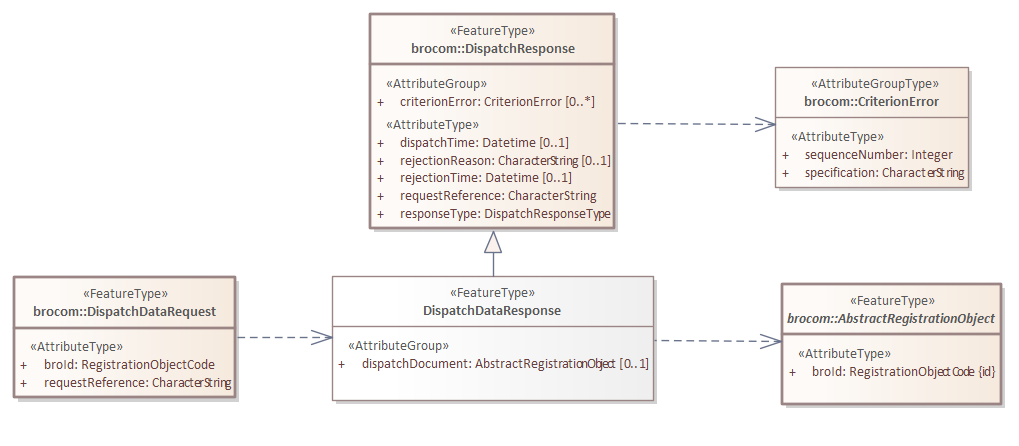 «FeatureType»
brocom::DispatchResponse
«AttributeGroup»
+ criterionError: CriterionError [0..*]
«AttributeType»
+ dispatchTime: Datetime [0..1]
+ rejectionReason: CharacterString [0..1]
+ rejectionTime: Datetime [0..1]
+ requestReference: CharacterString
+ responseType: DispatchResponseType
«AttributeGroupType»
brocom::CriterionError
«AttributeType»
+ sequenceNumber: Integer
+ specification: CharacterString
«FeatureType»
brocom::DispatchDataRequest
«AttributeType»
+ broId: RegistrationObjectCode
+ requestReference: CharacterString
«FeatureType»
DispatchDataResponse
«AttributeGroup»
+ dispatchDocument: AbstractRegistrationObject [0..1]
«FeatureType»
brocom::AbstractRegistrationObject
«AttributeType»
+ broId: RegistrationObjectCode {id}